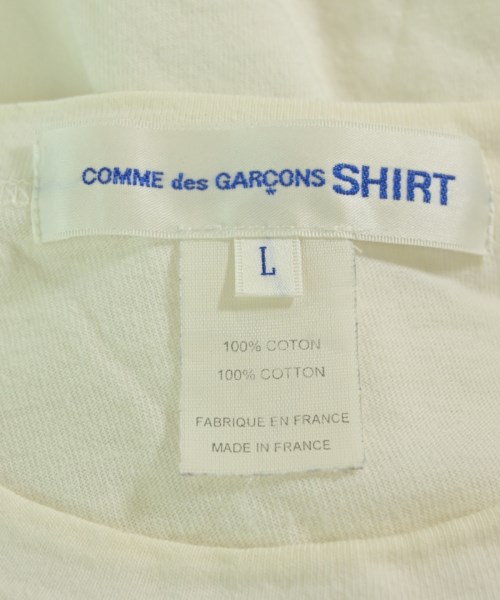 COMME des GARÇONS SHIRT
L
100% COTON
100% COTTON
FABRIQUE EN FRANCE
MADE IN FRANCE